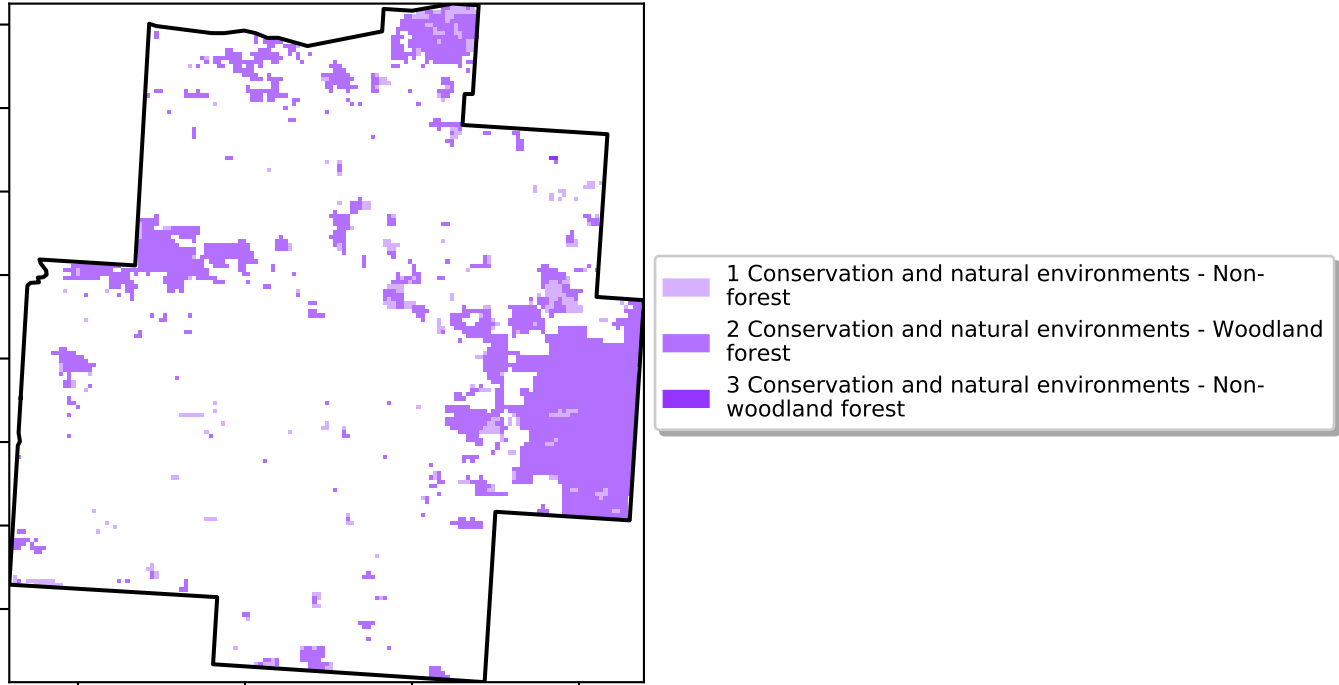 1 Conservation and natural environments - Non-
forest
2 Conservation and natural environments - Woodland
forest
3 Conservation and natural environments - Non-
woodland forest